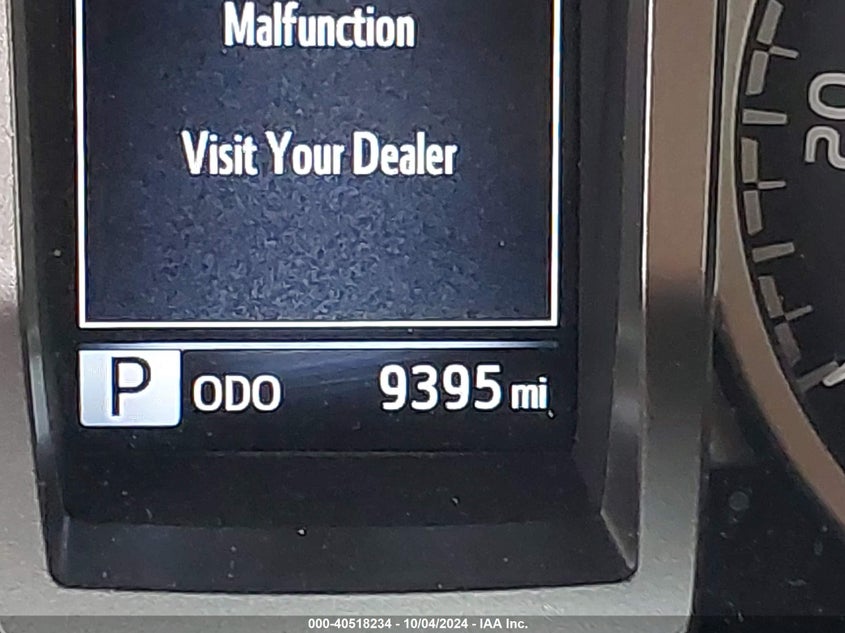 Malfunction
Visit Your Dealer
20
P ODO 9395 mi
000-40518234 - 10/04/2024 - IAA Inc.